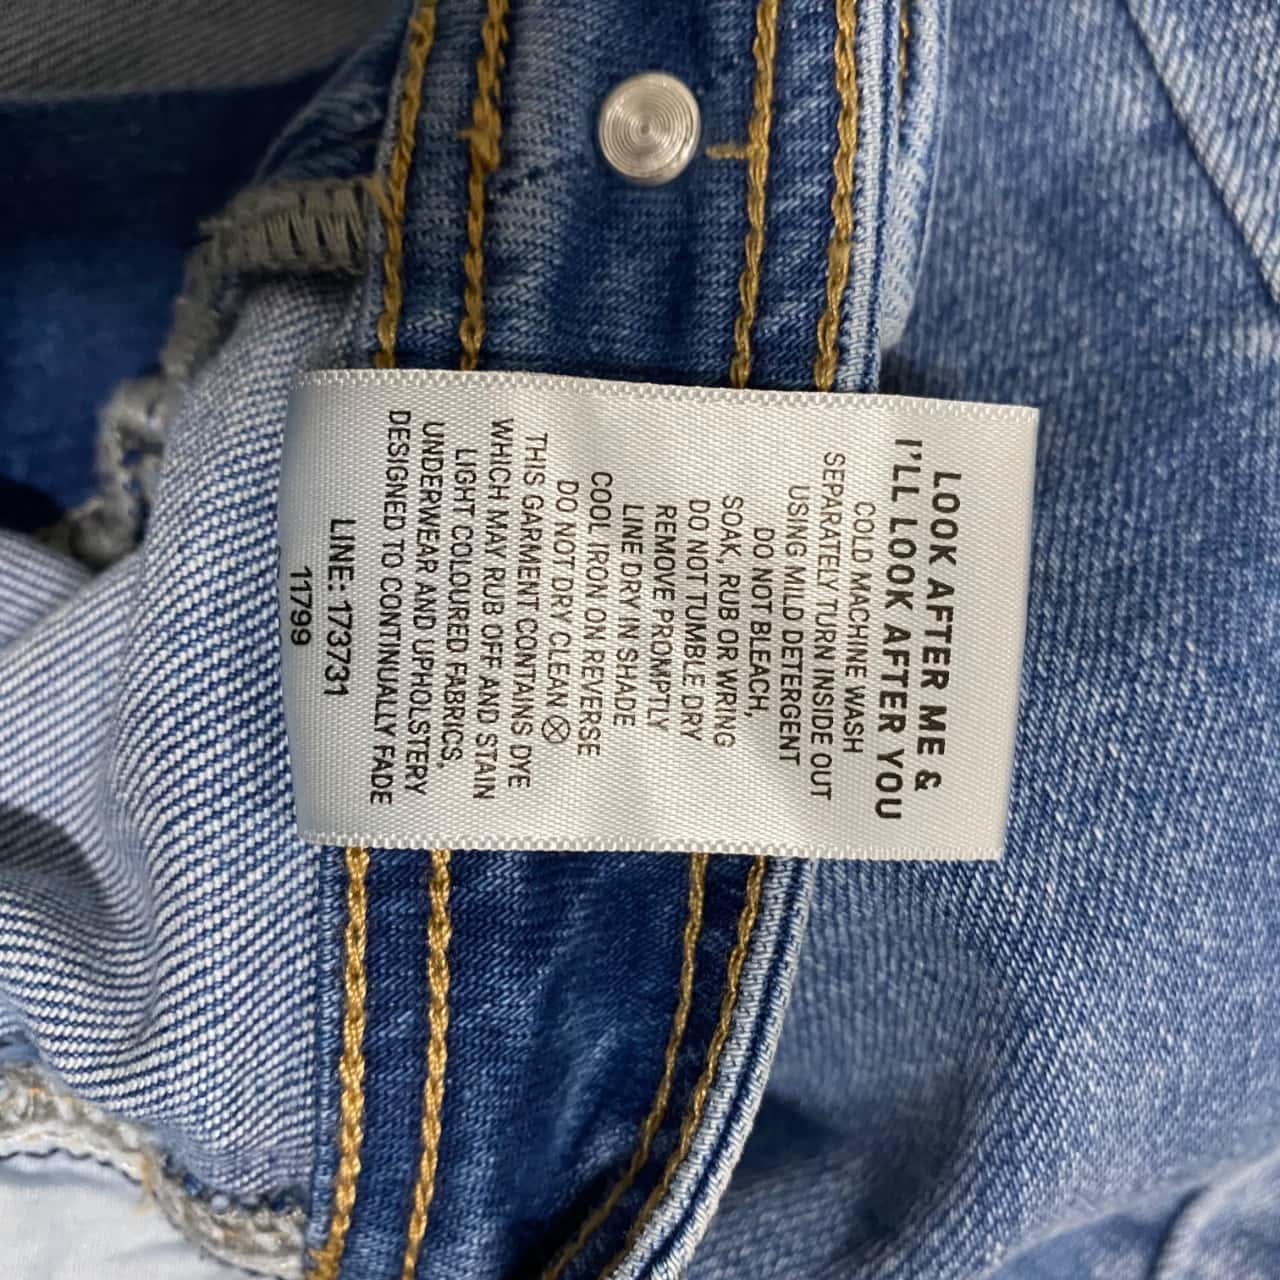 LOOK AFTER ME &
I'LL LOOK AFTER YOU
COLD MACHINE WASH
SEPARATELY TURN INSIDE OUT
USING MILD DETERGENT
DO NOT BLEACH,
SOAK, RUB OR WRING
DO NOT TUMBLE DRY
REMOVE PROMPTLY
LINE DRY IN SHADE
COOL IRON ON REVERSE
DO NOT DRY CLEAN ⊗
THIS GARMENT CONTAINS DYE
WHICH MAY RUB OFF AND STAIN
LIGHT COLOURED FABRICS,
UNDERWEAR AND UPHOLSTERY
DESIGNED TO CONTINUALLY FADE
LINE: 173731
11799